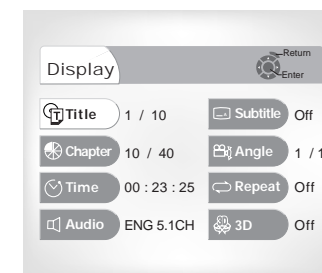 Display
Return
Enter
Title 1 / 10
Subtitle Off
Chapter 10 / 40
Angle 1 / 1
Time 00 : 23 : 25
Repeat Off
Audio ENG 5.1CH
3D Off